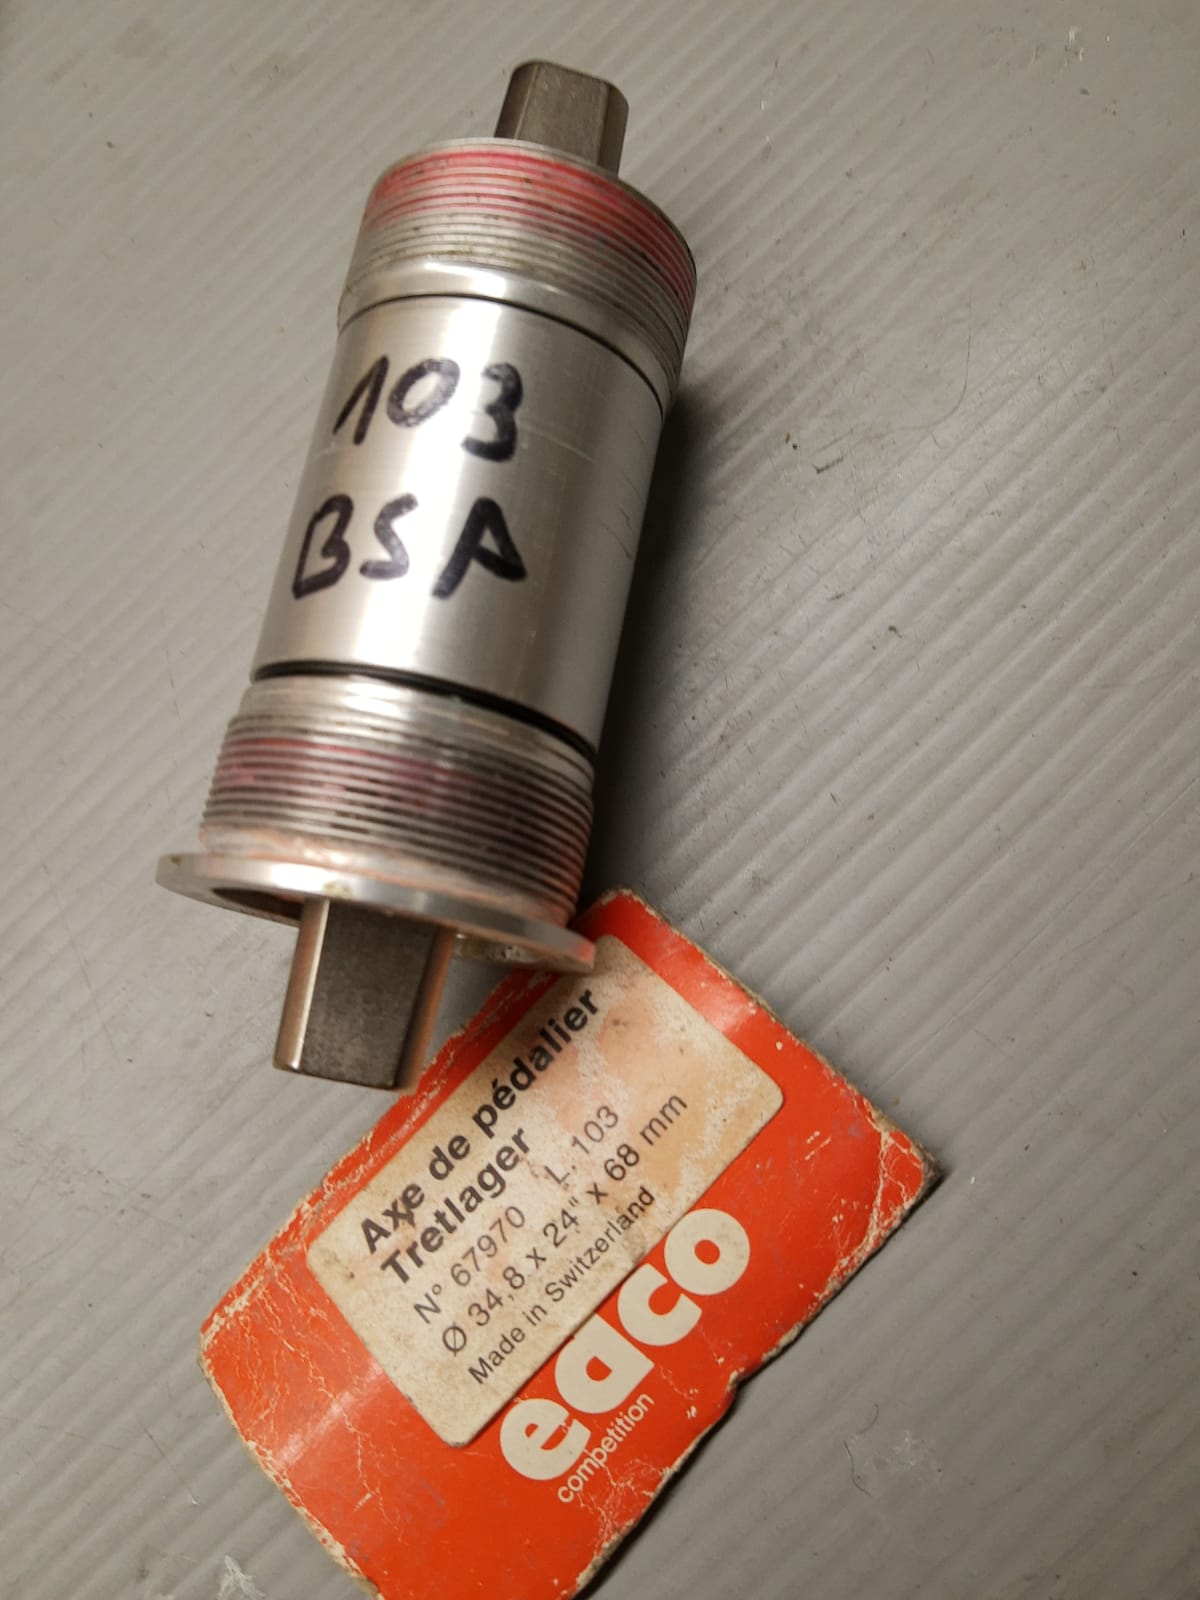 103
BSA
Axe de pédalier
Tretlager
N° 67970 L. 103
Ø 34,8 x 24" x 68 mm
Made in Switzerland
edco
competition